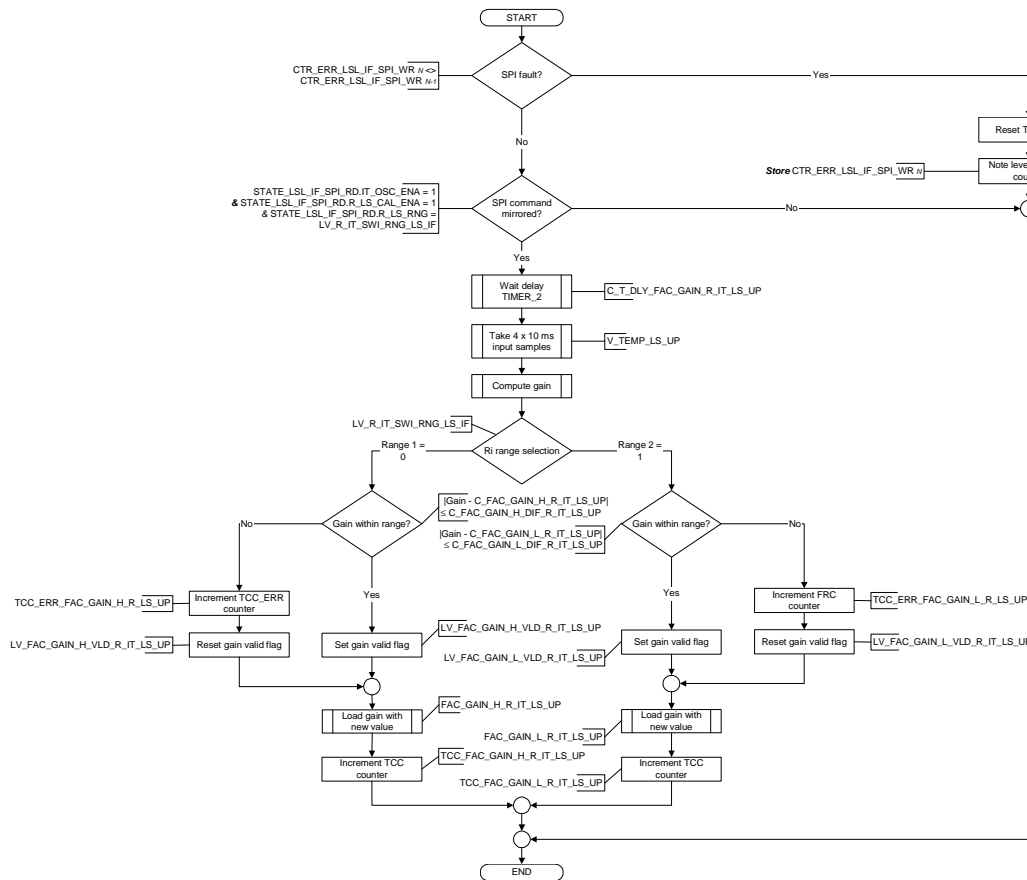 START
CTR_ERR_LSL_IF_SPI_WR N <>
CTR_ERR_LSL_IF_SPI_WR N-1
SPI fault?
Yes
No
Reset T
Store CTR_ERR_LSL_IF_SPI_WR N
Note leve
cou
STATE_LSL_IF_SPI_RD.IT_OSC_ENA = 1
& STATE_LSL_IF_SPI_RD.R_LS_CAL_ENA = 1
& STATE_LSL_IF_SPI_RD.R_LS_RNG =
LV_R_IT_SWI_RNG_LS_IF
SPI command
mirrored?
No
Yes
Wait delay
TIMER_2
C_T_DLY_FAC_GAIN_R_IT_LS_UP
Take 4 x 10 ms
input samples
V_TEMP_LS_UP
Compute gain
LV_R_IT_SWI_RNG_LS_IF
Range 1 =
0
Ri range selection
Range 2 =
1
|Gain - C_FAC_GAIN_H_R_IT_LS_UP|
≤ C_FAC_GAIN_H_DIF_R_IT_LS_UP
No
Gain within range?
|Gain - C_FAC_GAIN_L_R_IT_LS_UP|
≤ C_FAC_GAIN_L_DIF_R_IT_LS_UP
Gain within range?
No
Yes
Yes
TCC_ERR_FAC_GAIN_H_R_LS_UP
Increment TCC_ERR
counter
Increment FRC
counter
TCC_ERR_FAC_GAIN_L_R_LS_UP
LV_FAC_GAIN_H_VLD_R_IT_LS_UP
Reset gain valid flag
Set gain valid flag
LV_FAC_GAIN_H_VLD_R_IT_LS_UP
LV_FAC_GAIN_L_VLD_R_IT_LS_UP
Set gain valid flag
Reset gain valid flag
LV_FAC_GAIN_L_VLD_R_IT_LS_UP
Load gain with
new value
FAC_GAIN_H_R_IT_LS_UP
FAC_GAIN_L_R_IT_LS_UP
Load gain with
new value
Increment TCC
counter
TCC_FAC_GAIN_H_R_IT_LS_UP
TCC_FAC_GAIN_L_R_IT_LS_UP
Increment TCC
counter
END